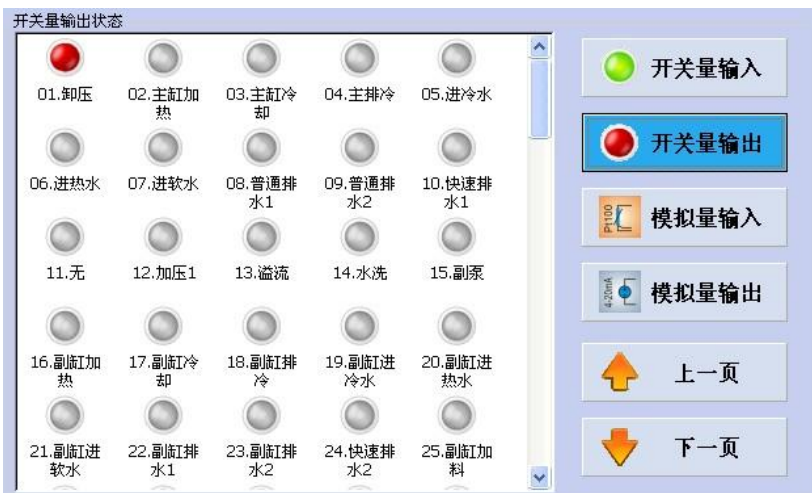 开关量输出状态
01.卸压
02.主缸加
热
03.主缸冷
却
04.主排冷
05.进冷水
06.进热水
07.进软水
08.普通排
水1
09.普通排
水2
10.快速排
水1
11.无
12.加压1
13.溢流
14.水洗
15.副泵
16.副缸加
热
17.副缸冷
却
18.副缸排
冷
19.副缸进
冷水
20.副缸进
热水
21.副缸进
软水
22.副缸排
水1
23.副缸排
水2
24.快速排
水2
25.副缸加
料
开关量输入
开关量输出
Pt100
模拟量输入
4-20mA
模拟量输出
上一页
下一页